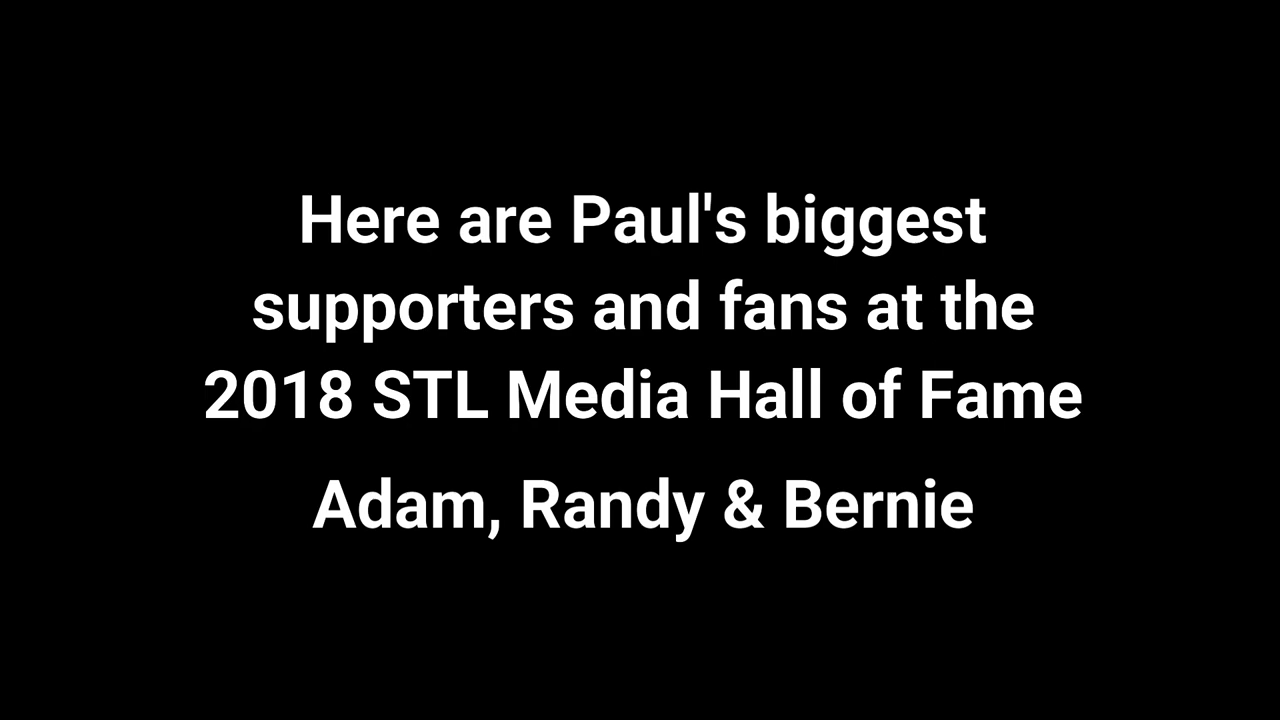 Here are Paul's biggest
supporters and fans at the
2018 STL Media Hall of Fame
Adam, Randy & Bernie